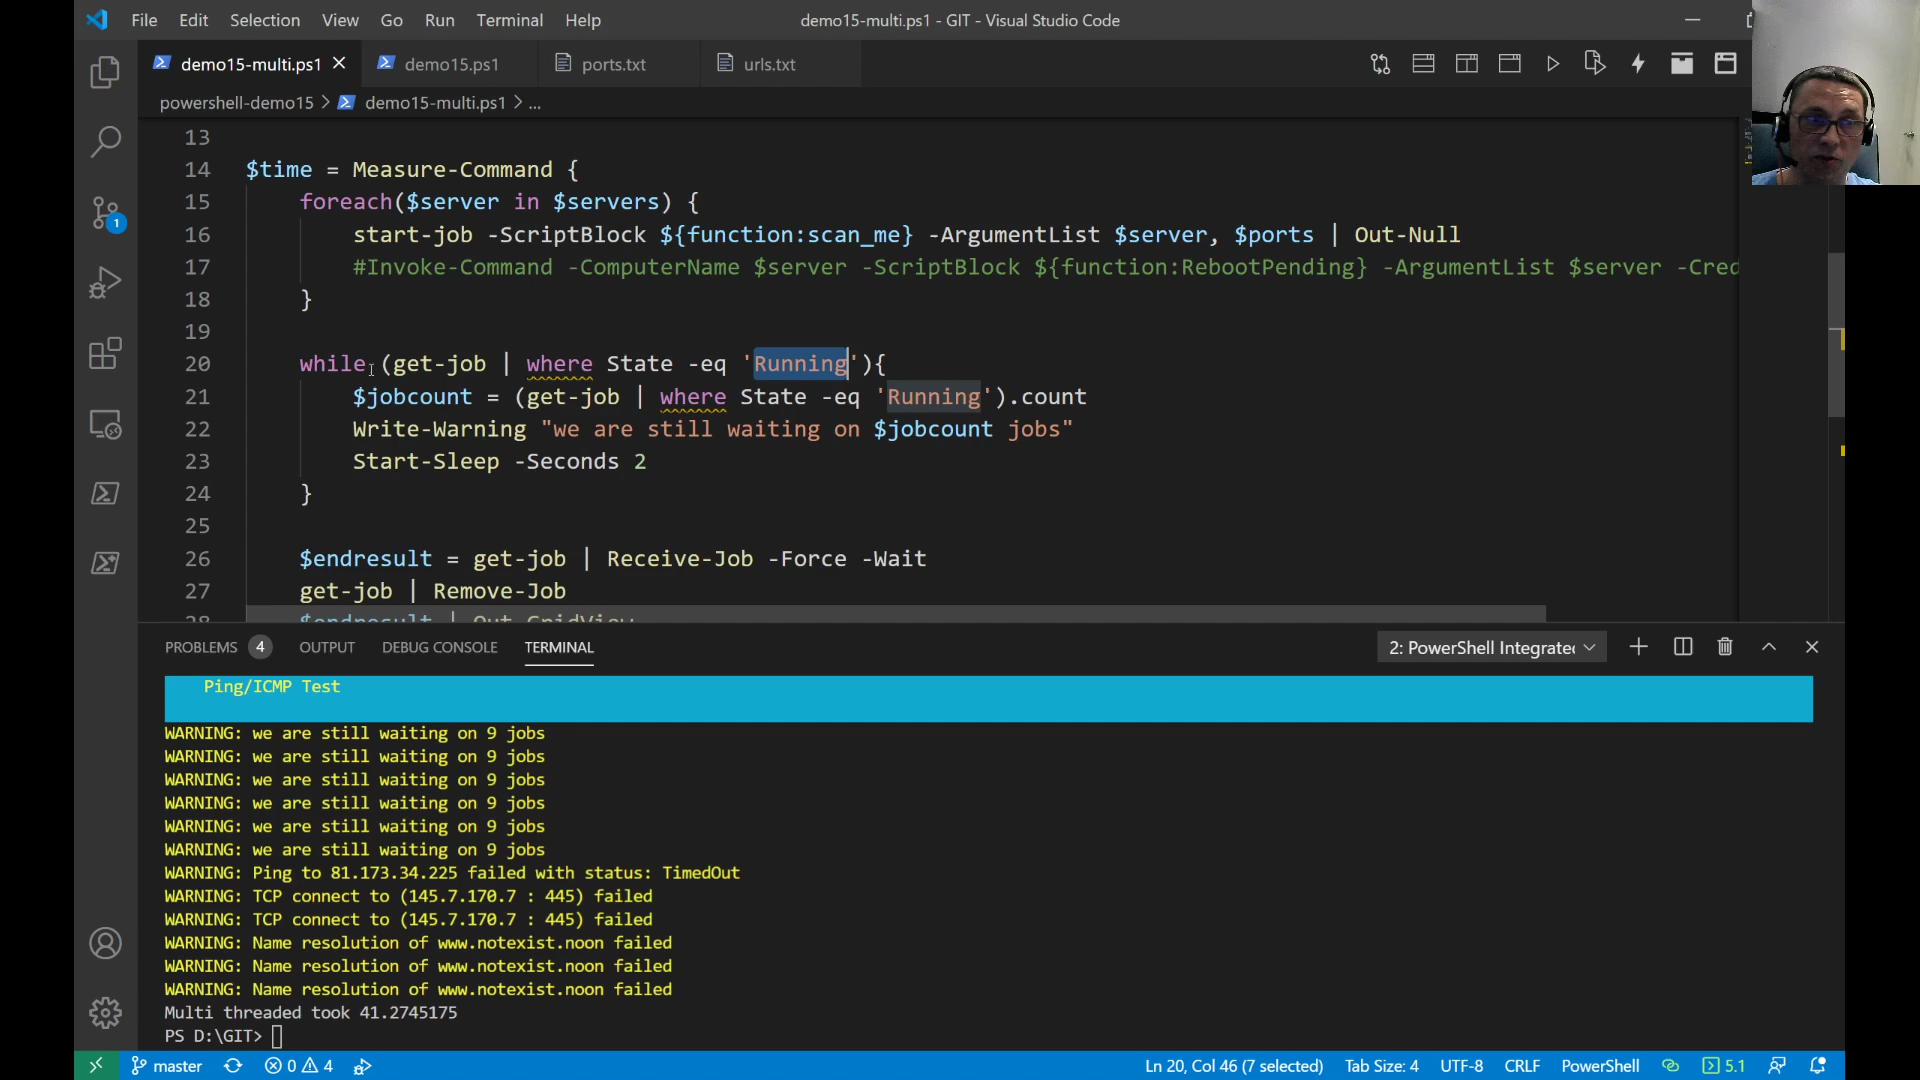 File Edit Selection View Go Run Terminal Help demo15-multi.ps1 - GIT - Visual Studio Code
demo15-multi.ps1 demo15.ps1 ports.txt urls.txt
powershell-demo15 > demo15-multi.ps1 > ...
13
14 $time = Measure-Command {
15 foreach($server in $servers) {
16 start-job -ScriptBlock ${function:scan_me} -ArgumentList $server, $ports | Out-Null
17 #Invoke-Command -ComputerName $server -ScriptBlock ${function:RebootPending} -ArgumentList $server -Cred
18 }
19
20 while (get-job | where State -eq 'Running'){
21 $jobcount = (get-job | where State -eq 'Running').count
22 Write-Warning "we are still waiting on $jobcount jobs"
23 Start-Sleep -Seconds 2
24 }
25
26 $endresult = get-job | Receive-Job -Force -Wait
27 get-job | Remove-Job
28 $endresult | Out-GridView
PROBLEMS 4 OUTPUT DEBUG CONSOLE TERMINAL 2: PowerShell Integrate
Ping/ICMP Test
WARNING: we are still waiting on 9 jobs
WARNING: we are still waiting on 9 jobs
WARNING: we are still waiting on 9 jobs
WARNING: we are still waiting on 9 jobs
WARNING: we are still waiting on 9 jobs
WARNING: we are still waiting on 9 jobs
WARNING: Ping to 81.173.34.225 failed with status: TimedOut
WARNING: TCP connect to (145.7.170.7 : 445) failed
WARNING: TCP connect to (145.7.170.7 : 445) failed
WARNING: Name resolution of www.notexist.noon failed
WARNING: Name resolution of www.notexist.noon failed
WARNING: Name resolution of www.notexist.noon failed
Multi threaded took 41.2745175
PS D:\GIT>
1
master 0 4 Ln 20, Col 46 (7 selected) Tab Size: 4 UTF-8 CRLF PowerShell 5.1